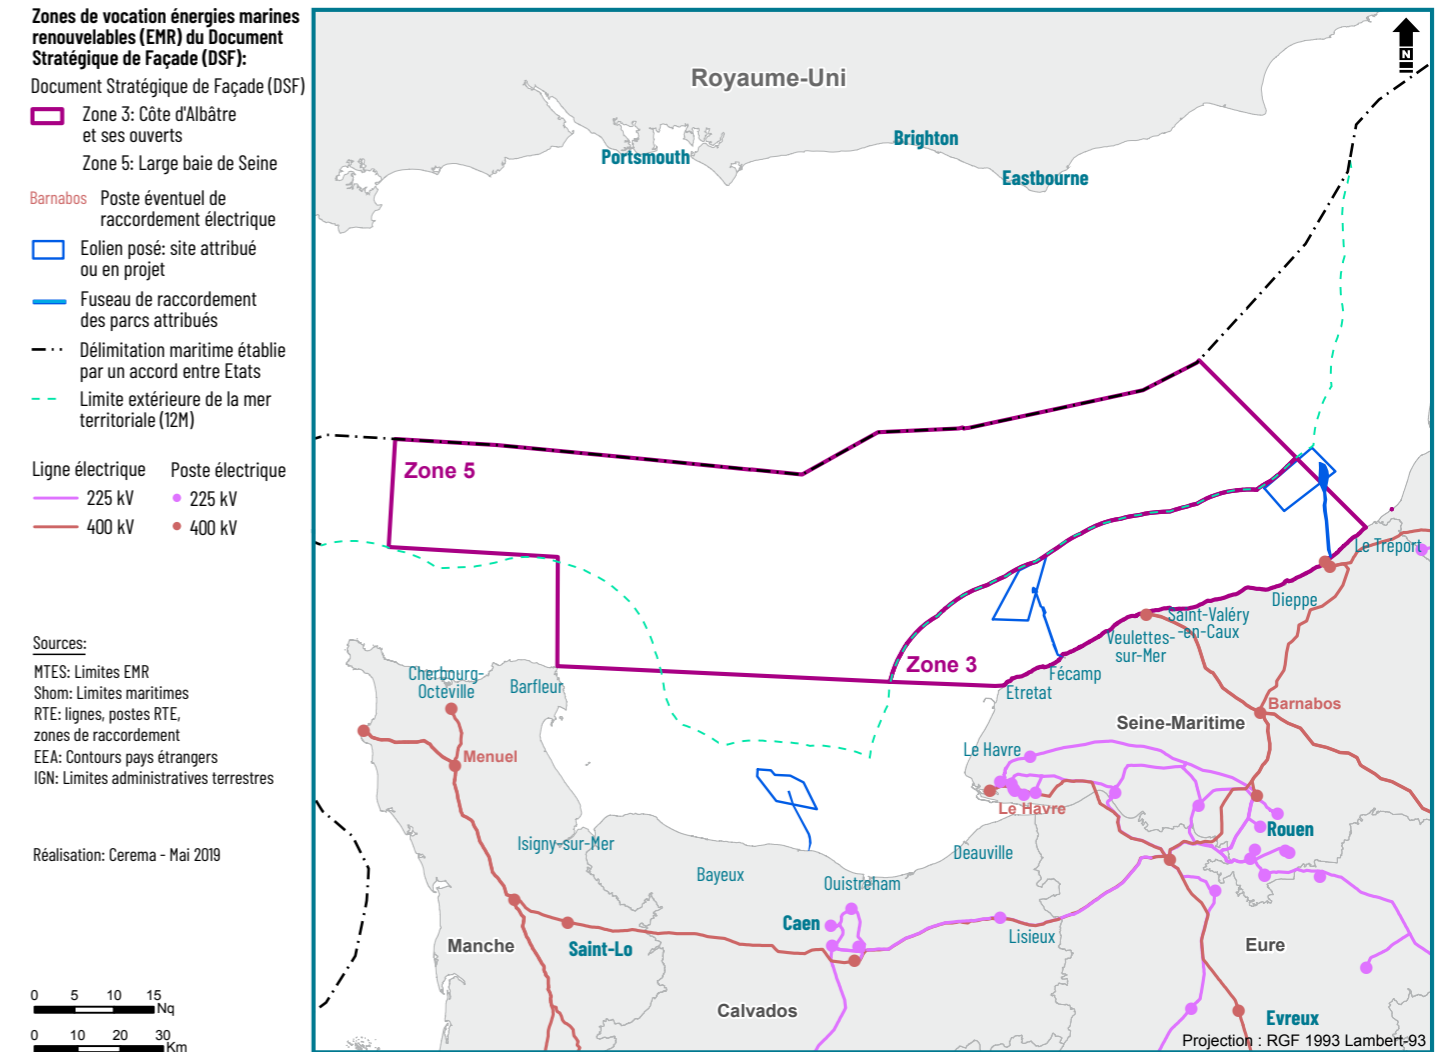 Zones de vocation énergies marines
renouvelables (EMR) du Document
Stratégique de Façade (DSF):
Document Stratégique de Façade (DSF)
Zone 3: Côte d'Albâtre
et ses ouverts
Zone 5: Large baie de Seine
Barnabos
Poste éventuel de
raccordement électrique
Eolien posé: site attribué
ou en projet
Fuseau de raccordement
des parcs attribués
Délimitation maritime établie
par un accord entre Etats
Limite extérieure de la mer
territoriale (12M)
Ligne électrique
Poste électrique
225 kV
225 kV
400 kV
400 kV
Sources:
MTES: Limites EMR
Shom: Limites maritimes
RTE: lignes, postes RTE,
zones de raccordement
EEA: Contours pays étrangers
IGN: Limites administratives terrestres
Réalisation: Cerema - Mai 2019
0 5 10 15
Nq
0 10 20 30
Km
N
Royaume-Uni
Portsmouth
Brighton
Eastbourne
Zone 5
Zone 3
Le Tréport
Dieppe
Saint-Valéry
-en-Caux
Veulettes-
sur-Mer
Fécamp
Etretat
Cherbourg-
Octeville
Barfleur
Barnabos
Seine-Maritime
Le Havre
Menuel
Le Havre
Rouen
Isigny-sur-Mer
Deauville
Bayeux
Ouistreham
Caen
Lisieux
Manche
Saint-Lo
Eure
Calvados
Evreux
Projection : RGF 1993 Lambert-93